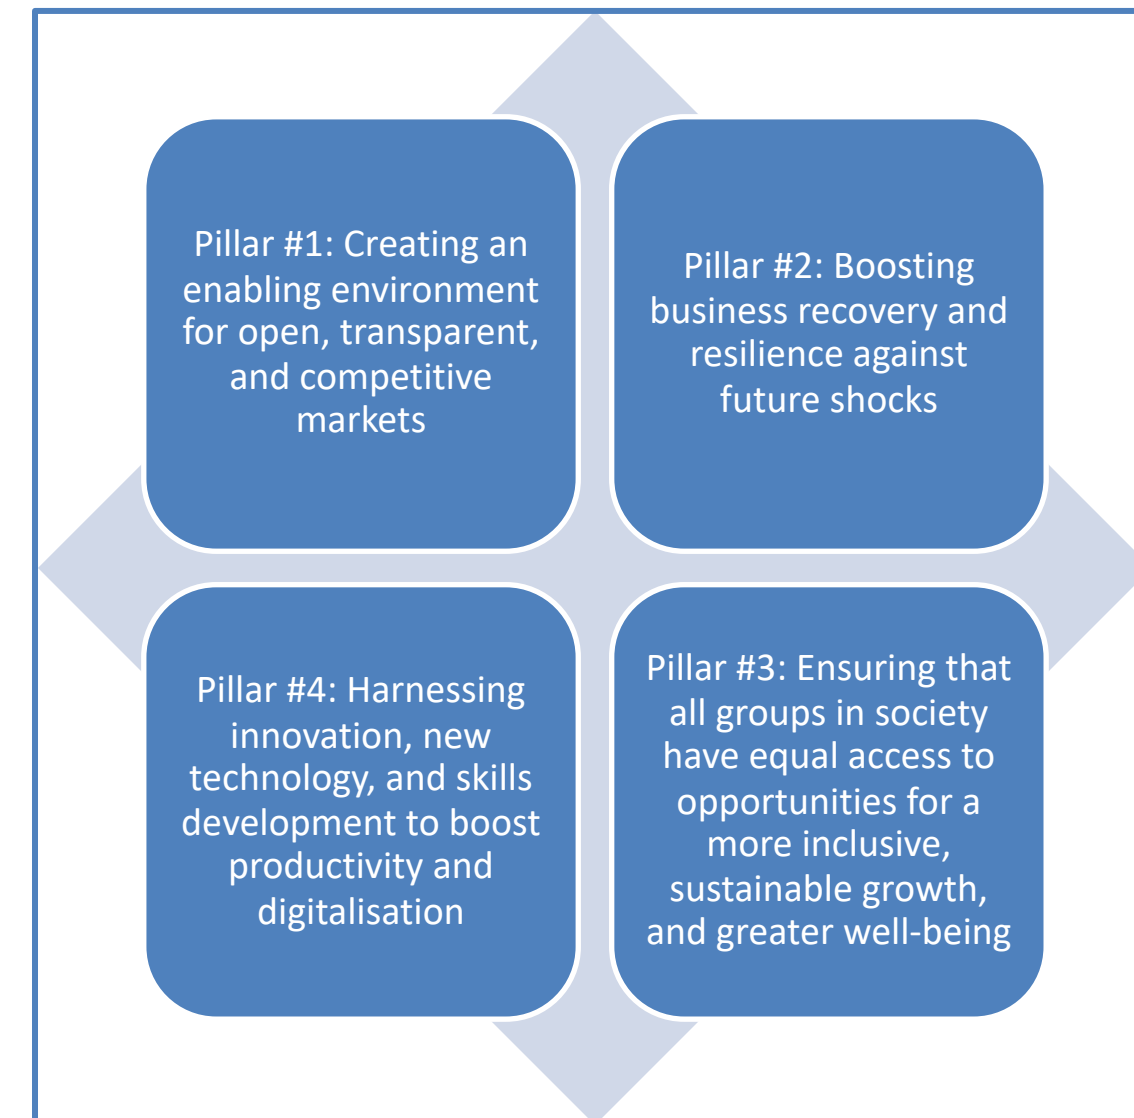 Pillar #1: Creating an
enabling environment
for open, transparent,
and competitive
markets
Pillar #2: Boosting
business recovery and
resilience against
future shocks
Pillar #4: Harnessing
innovation, new
technology, and skills
development to boost
productivity and
digitalisation
Pillar #3: Ensuring that
all groups in society
have equal access to
opportunities for a
more inclusive,
sustainable growth,
and greater well-being